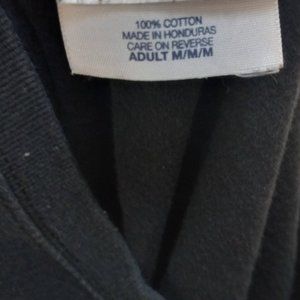 100% COTTON
MADE IN HONDURAS
CARE ON REVERSE
ADULT M/M/M